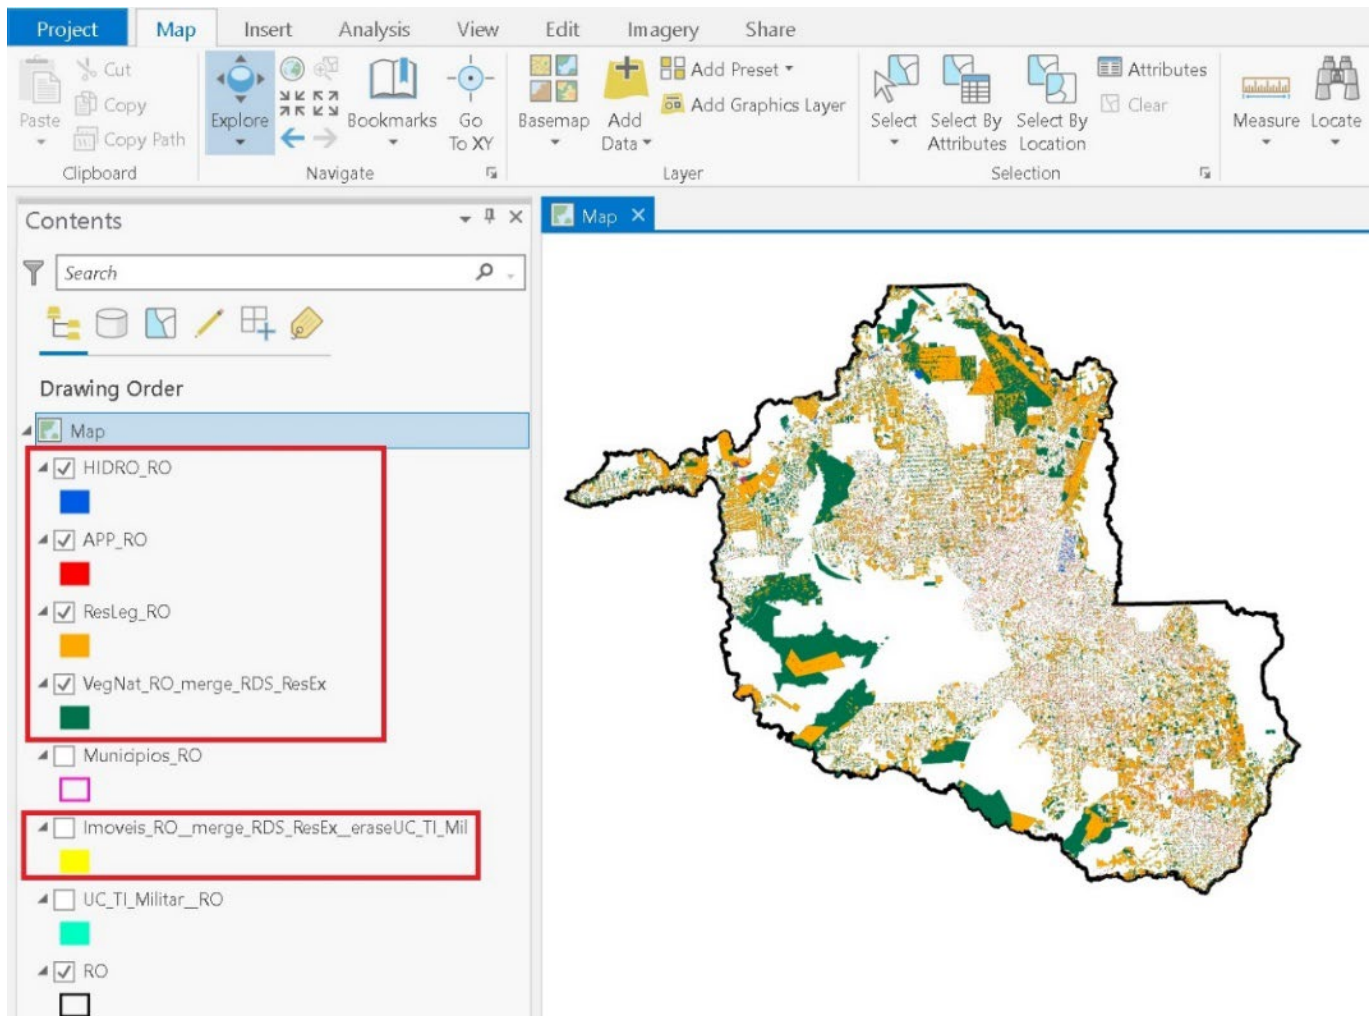 Project Map Insert Analysis View Edit Imagery Share
Cut
Copy
Copy Path
Paste
Clipboard
Explore
Bookmarks
Go
To XY
Navigate
Basemap
Add
Data
Add Preset
Add Graphics Layer
Layer
Select
Select By
Attributes
Select By
Location
Attributes
Clear
Selection
Measure
Locate
Contents
Search
Drawing Order
Map
HIDRO_RO
APP_RO
ResLeg_RO
VegNat_RO_merge_RDS_ResEx
Municipios_RO
Imoveis_RO__merge_RDS_ResEx__eraseUC_TI_Mil
UC_TI_Militar__RO
RO
Map